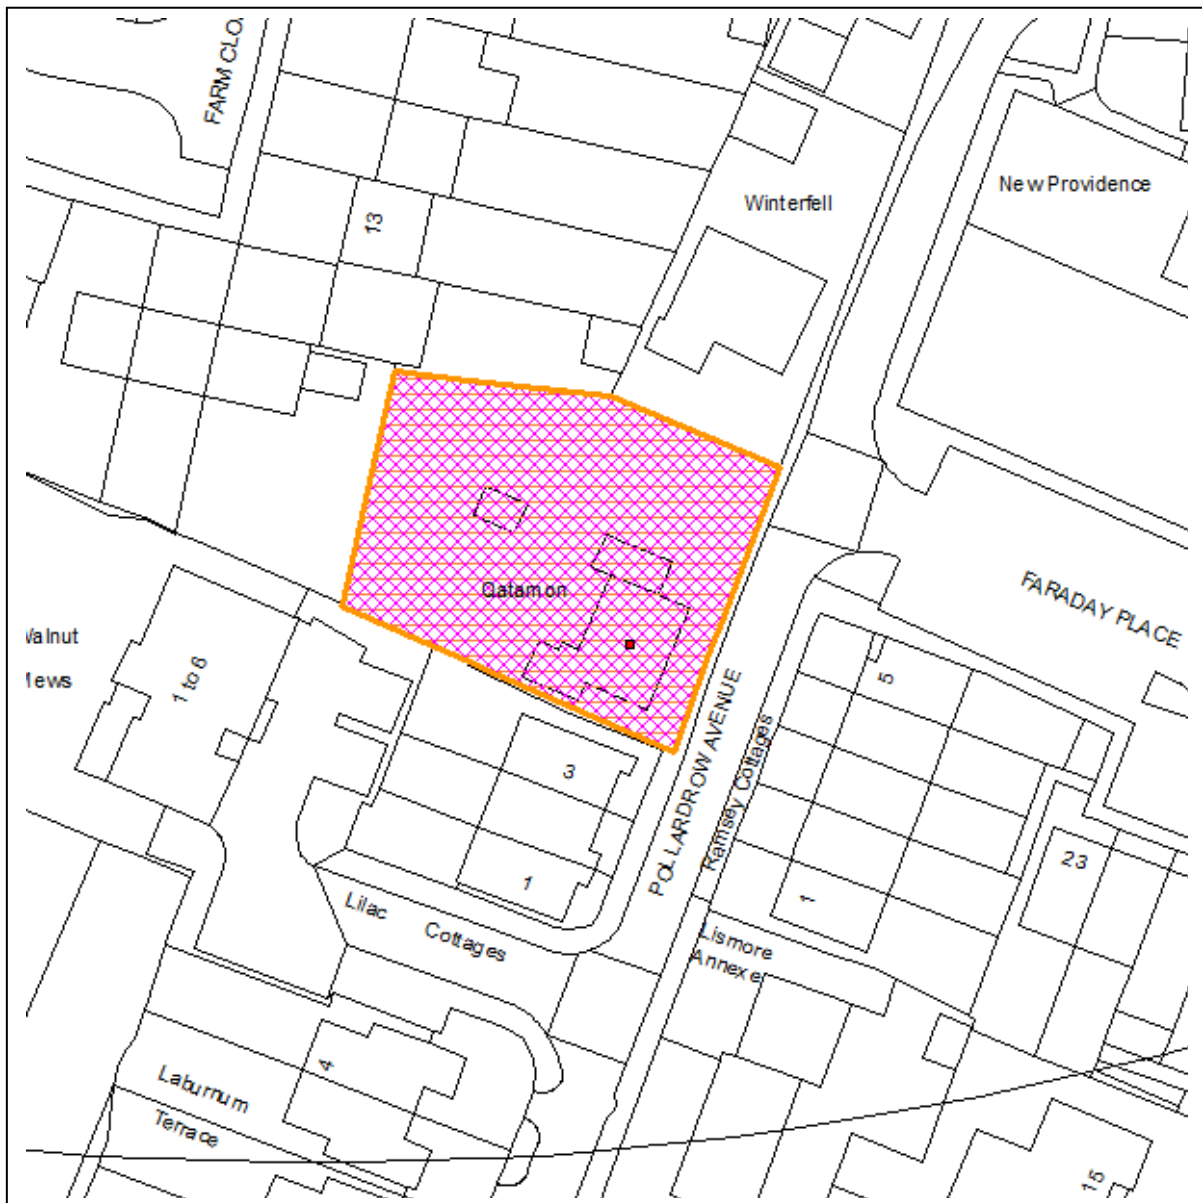 FARM CLO
New Providence
Winterfell
13
FARADAY PLACE
Qatamon
Walnut
Mews
1 to 6
5
POLLARDROW AVENUE
Ramsey Cottages
3
1
23
1
Lilac
Cottages
Lismore
Annexe
4
Laburnum
Terrace
15